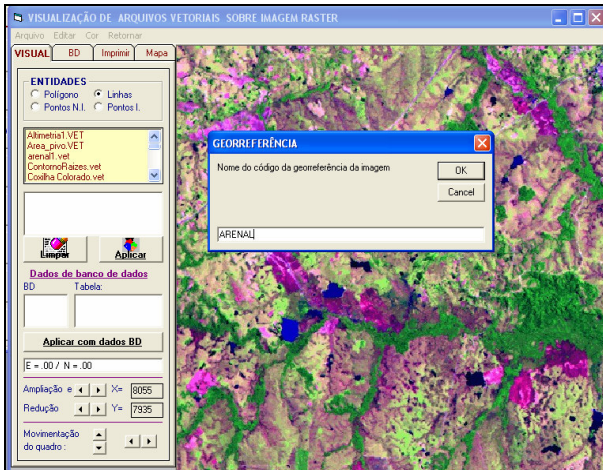 VISUALIZAÇÃO DE ARQUIVOS VETORIAIS SOBRE IMAGEM RASTER
Arquivo Editar Cor Retornar
VISUAL BD Imprimir Mapa
ENTIDADES
Polígono Linhas
Pontos N.I. Pontos I.
Altimetria1.VET
Area_pivo.VET
arenal1.vet
ContornoRaizes.vet
Coxilha Colorado.vet
Limpar Aplicar
Dados de banco de dados
BD Tabela:
Aplicar com dados BD
E = .00 / N = .00
Ampliação e X= 8055
Redução Y= 7935
Movimentação
do quadro :
GEORREFERÊNCIA
Nome do código da georreferência da imagem
OK
Cancel
ARENAL